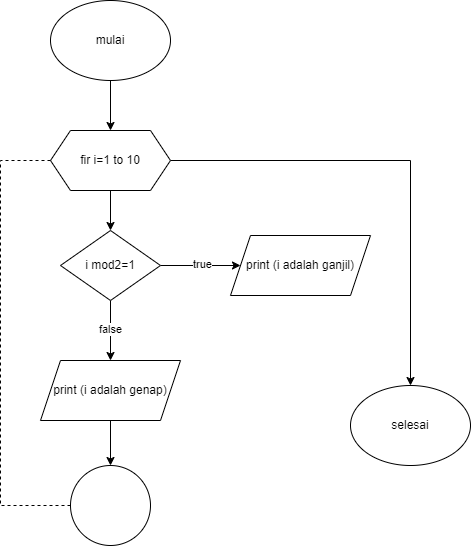 mulai
fir i=1 to 10
i mod2=1
true
print (i adalah ganjil)
false
print (i adalah genap)
selesai